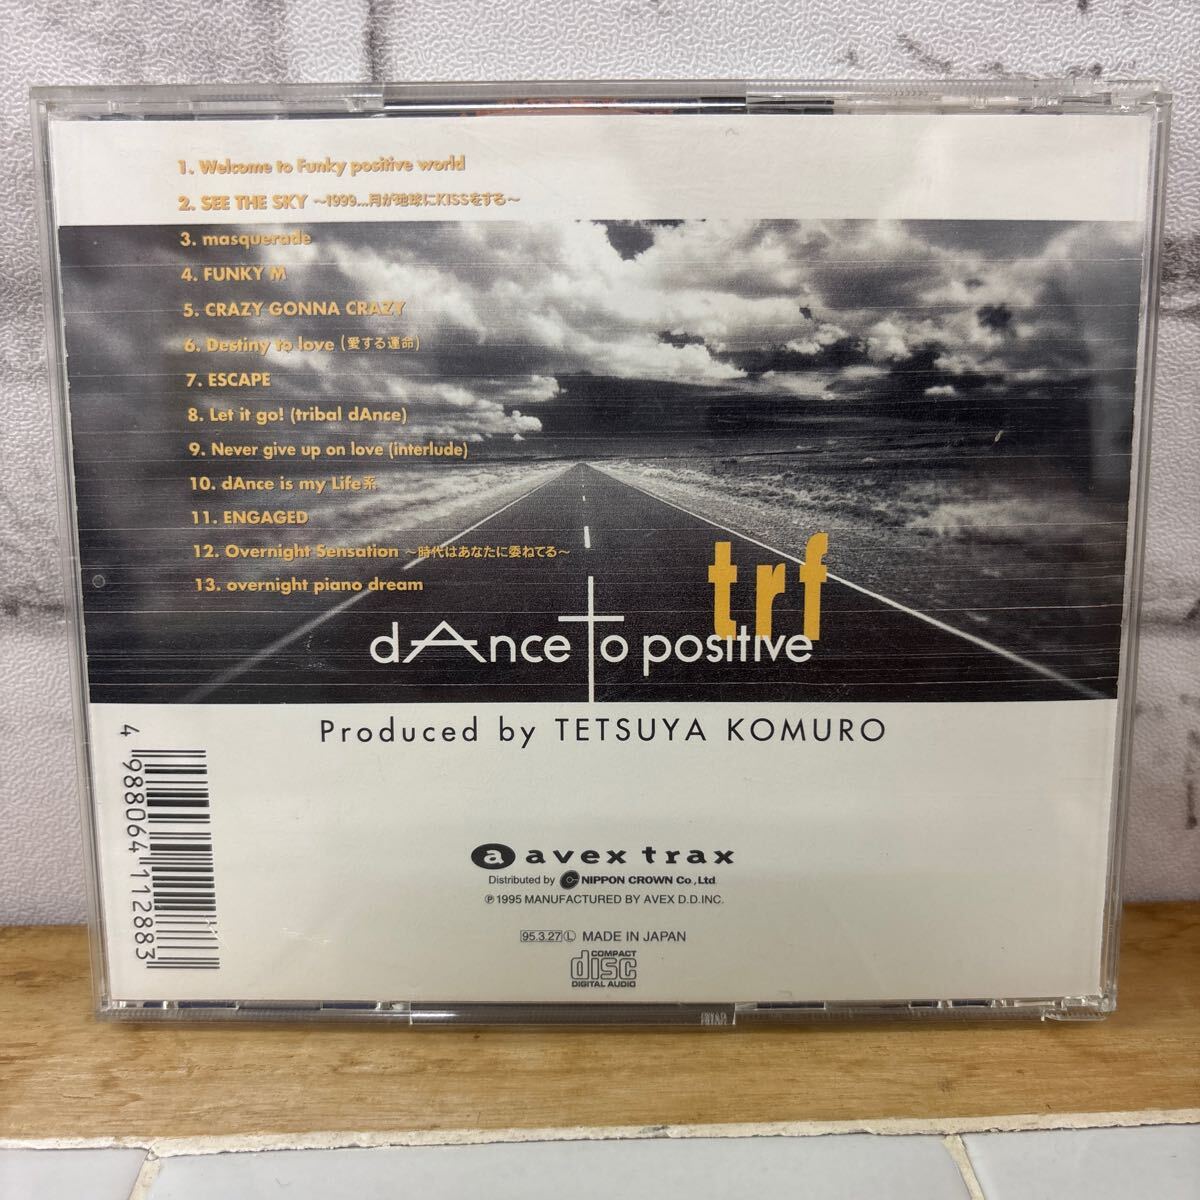 1. Welcome to Funky positive world
2. SEE THE SKY ～1999...月が地球にKISSをする～
3. masquerade
4. FUNKY M
5. CRAZY GONNA CRAZY
6. Destiny to love (愛する運命)
7. ESCAPE
8. Let it go! (tribal dAnce)
9. Never give up on love (interlude)
10. dAnce is my Life系
11. ENGAGED
12. Overnight Sensation ～時代はあなたに委ねてる～
13. overnight piano dream
trf
dAnce to positive
Produced by TETSUYA KOMURO
4 988064 112883
a avex trax
Distributed by NIPPON CROWN Co., Ltd.
℗ 1995 MANUFACTURED BY AVEX D.D. INC.
95.3.27 Ⓛ MADE IN JAPAN
COMPACT
disc
DIGITAL AUDIO